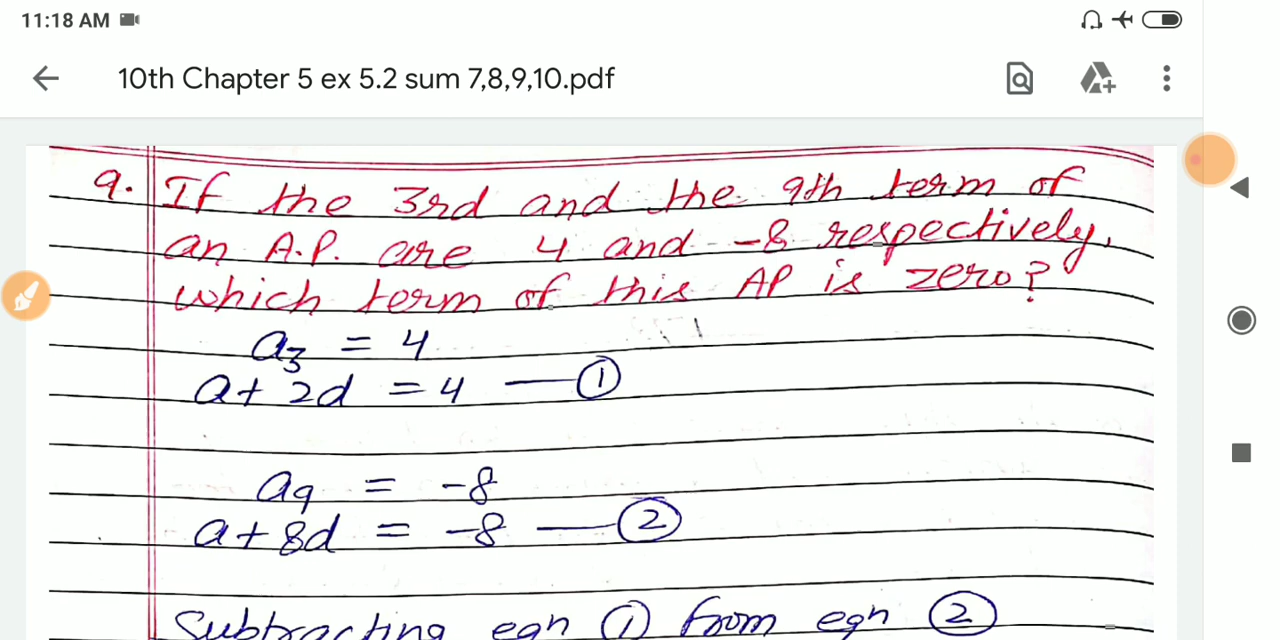 11:18 AM
10th Chapter 5 ex 5.2 sum 7,8,9,10.pdf
9. If the 3rd and the 9th term of
an A.P. are 4 and -8 respectively,
which term of this AP is zero?
a3 = 4
a + 2d = 4 — ①
a9 = -8
a + 8d = -8 — ②
Subtracting eqn ① from eqn ②